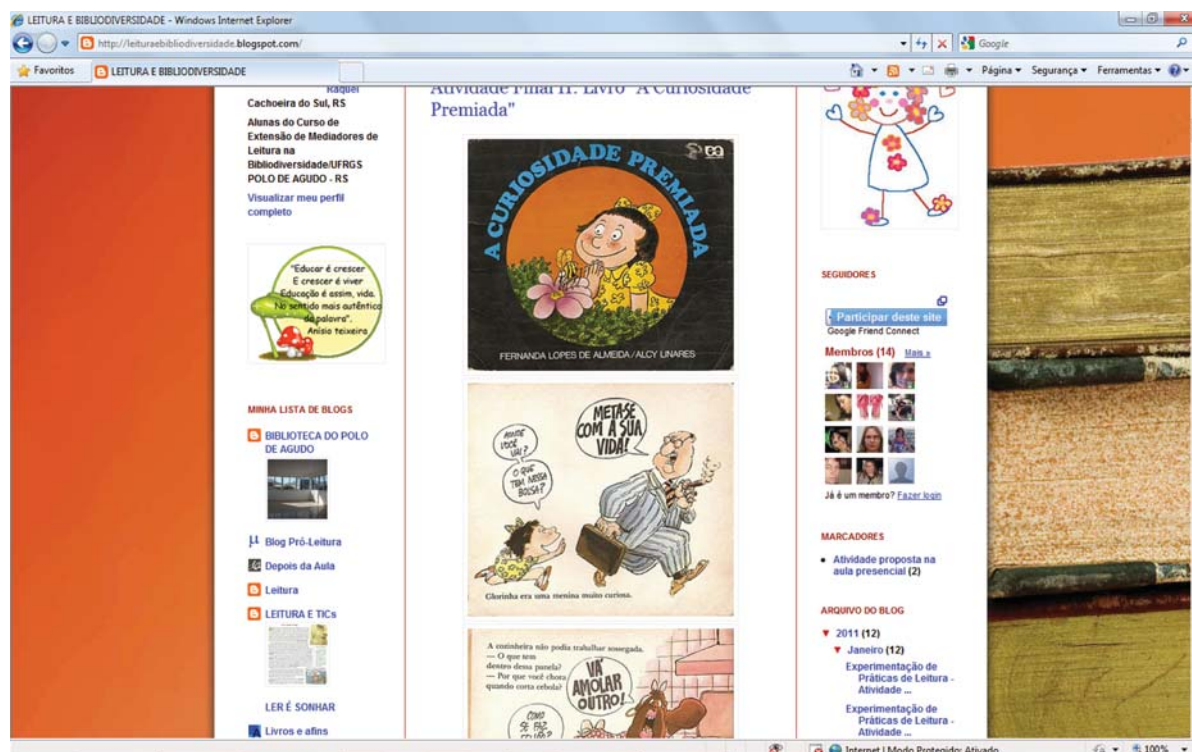 LEITURA E BIBLIODIVERSIDADE - Windows Internet Explorer
http://leituraebibliodiversidade.blogspot.com/
Google
Favoritos
LEITURA E BIBLIODIVERSIDADE
Página
Segurança
Ferramentas
Raquel
Cachoeira do Sul, RS
Alunas do Curso de
Extensão de Mediadores de
Leitura na
Bibliodiversidade/UFRGS
POLO DE AGUDO - RS
Visualizar meu perfil
completo
"Educar é crescer
E crescer é viver
Educação é assim, vida.
No sentido mais autêntico
da palavra".
Anísio teixeira
MINHA LISTA DE BLOGS
BIBLIOTECA DO POLO
DE AGUDO
Blog Pró-Leitura
Depois da Aula
Leitura
LEITURA E TICs
LER É SONHAR
Livros e afins
Atividade Final II: Livro "A Curiosidade
Premiada"
A CURIOSIDADE PREMIADA
FERNANDA LOPES DE ALMEIDA/ALCY LINARES
AONDE
VOCÊ
VAI?
O QUE
TEM NESSA
BOLSA?
META-SE
COM A SUA
VIDA!
Glorinha era uma menina muito curiosa.
A cozinheira não podia trabalhar sossegada.
— O que tem
dentro dessa panela?
— Por que você chora
quando corta cebola?
VÁ
AMOLAR
OUTRO!
COMO
SE FAZ
SEGUIDORES
Participar deste site
Google Friend Connect
Membros (14) Mais »
Já é um membro? Fazer login
MARCADORES
Atividade proposta na
aula presencial (2)
ARQUIVO DO BLOG
▼ 2011 (12)
▼ Janeiro (12)
Experimentação de
Práticas de Leitura -
Atividade ...
Experimentação de
Práticas de Leitura -
Atividade ...
Internet | Modo Protegido: Ativado
100%